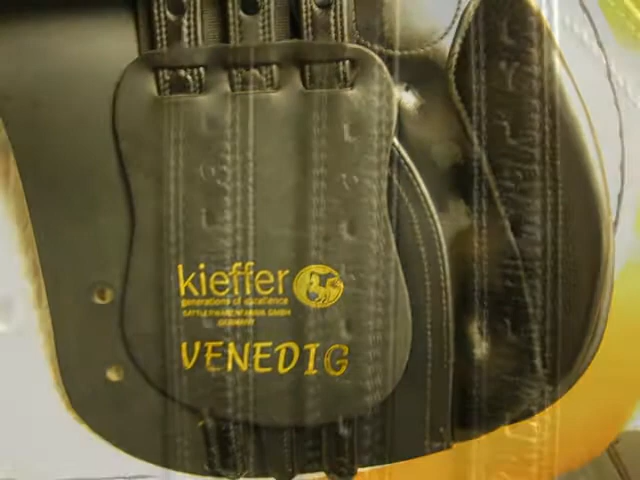 kieffer
generations of excellence
SATTLERWARENFABRIK GMBH
GERMANY
VENEDIG